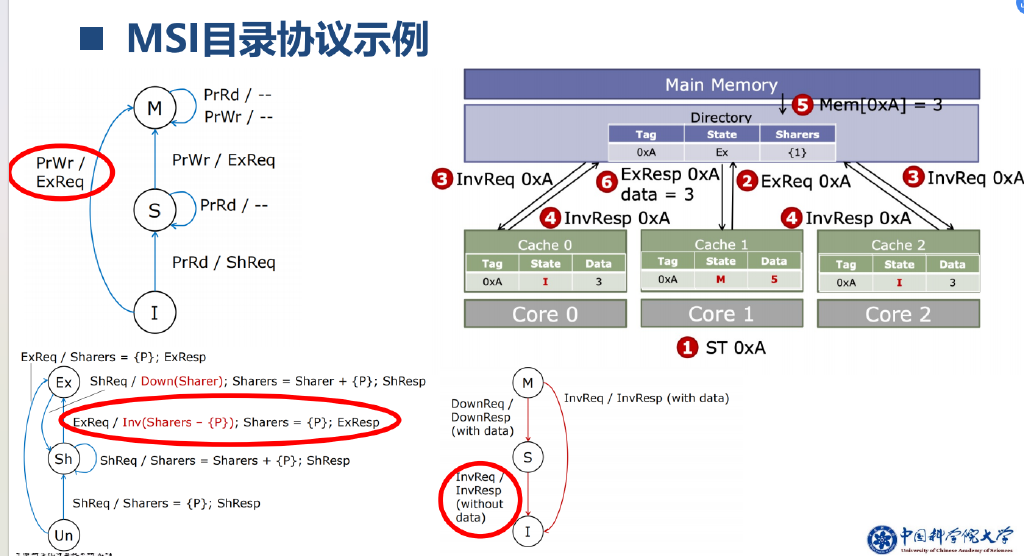 ■ MSI目录协议示例
M
PrRd / --
PrWr / --
PrWr /
ExReq
PrWr / ExReq
S
PrRd / --
PrRd / ShReq
I
Main Memory
5 Mem[0xA] = 3
Directory
Tag State Sharers
0xA Ex {1}
3 InvReq 0xA
6 ExResp 0xA
data = 3
2 ExReq 0xA
3 InvReq 0xA
4 InvResp 0xA
4 InvResp 0xA
Cache 0
Tag State Data
0xA I 3
Core 0
Cache 1
Tag State Data
0xA M 5
Core 1
Cache 2
Tag State Data
0xA I 3
Core 2
1 ST 0xA
ExReq / Sharers = {P}; ExResp
Ex
ShReq / Down(Sharer); Sharers = Sharer + {P}; ShResp
ExReq / Inv(Sharers – {P}); Sharers = {P}; ExResp
Sh
ShReq / Sharers = Sharers + {P}; ShResp
ShReq / Sharers = {P}; ShResp
Un
M
InvReq / InvResp (with data)
DownReq /
DownResp
(with data)
S
InvReq /
InvResp
(without
data)
I
中国科学院大学
University of Chinese Academy of Sciences